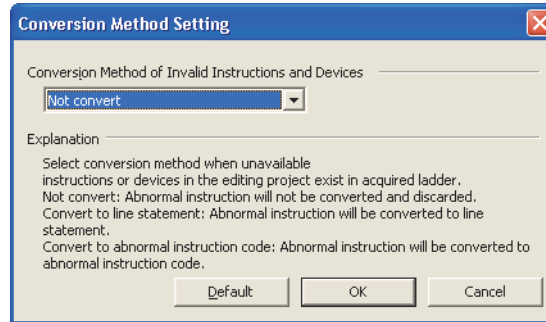 Conversion Method Setting
Conversion Method of Invalid Instructions and Devices
Not convert
Explanation
Select conversion method when unavailable
instructions or devices in the editing project exist in acquired ladder.
Not convert: Abnormal instruction will not be converted and discarded.
Convert to line statement: Abnormal instruction will be converted to line
statement.
Convert to abnormal instruction code: Abnormal instruction will be converted to
abnormal instruction code.
Default OK Cancel